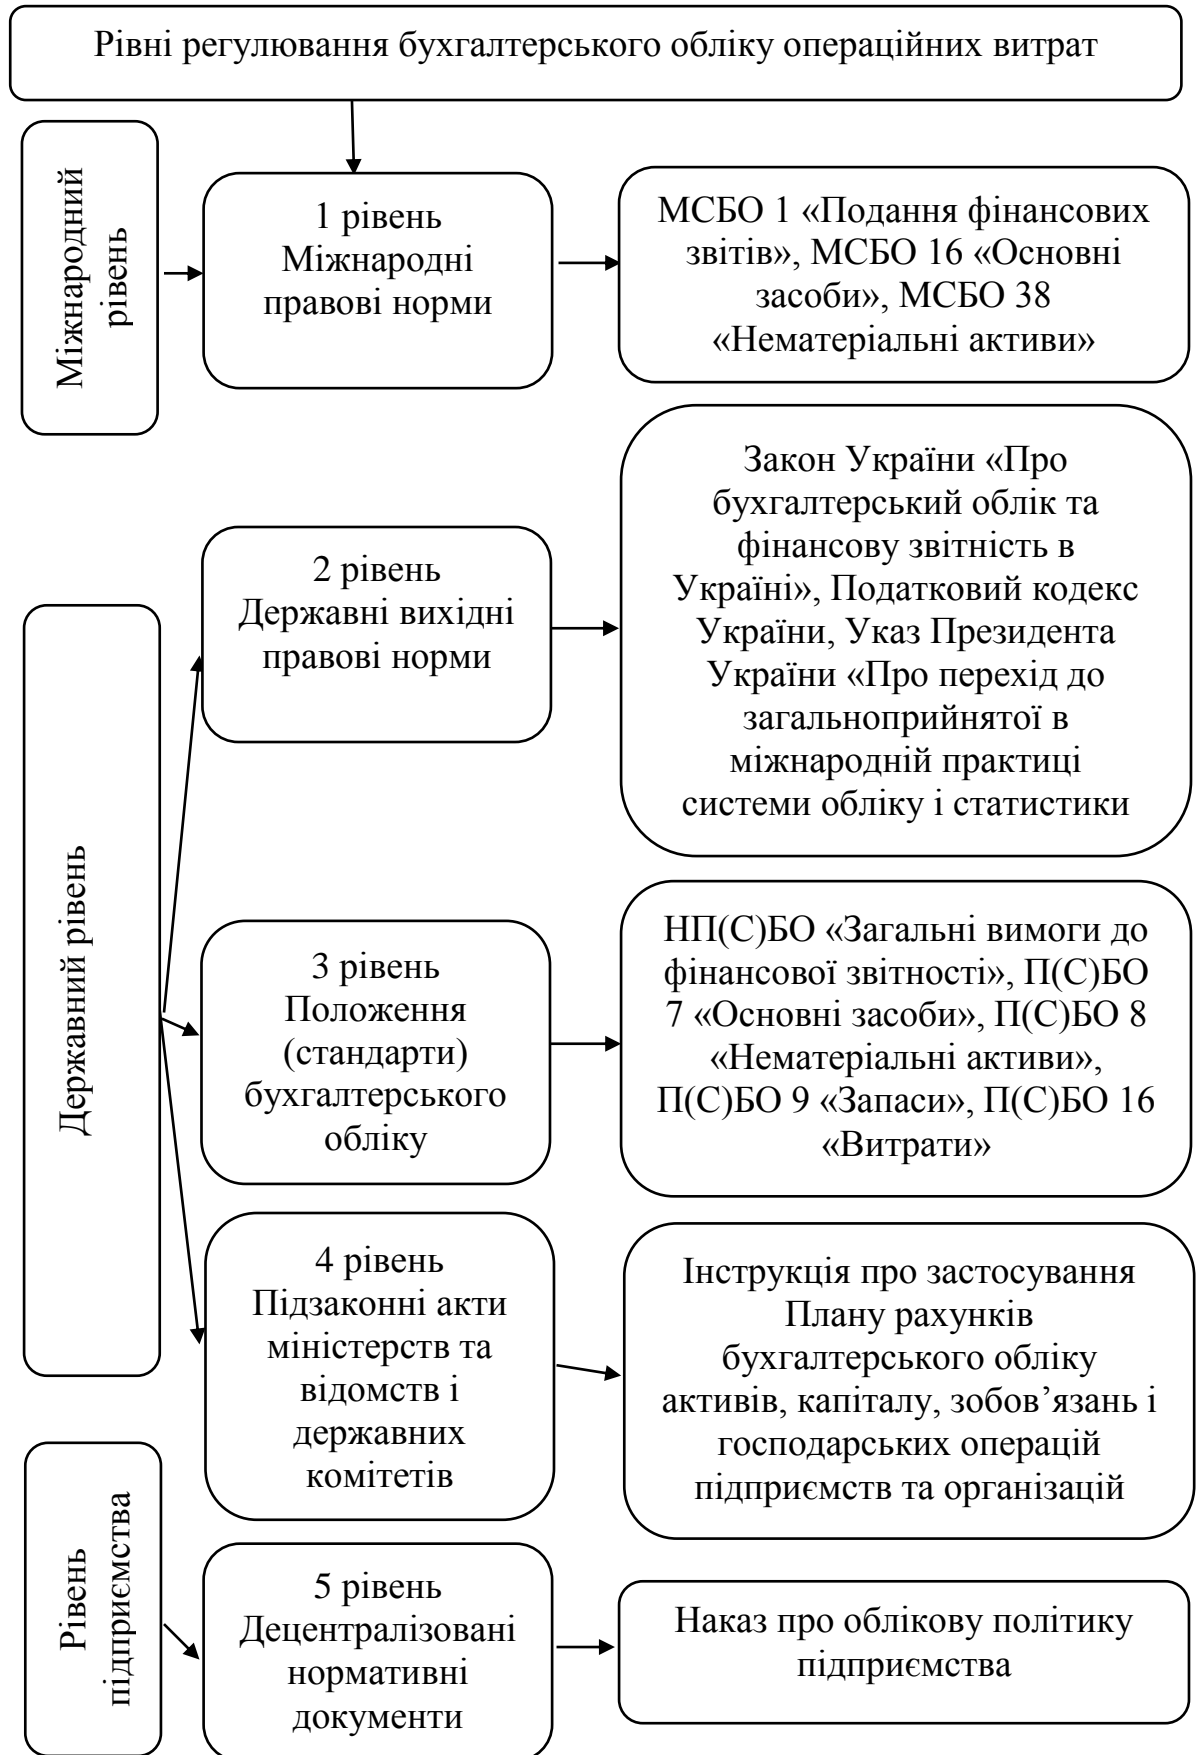 Рівні регулювання бухгалтерського обліку операційних витрат
Міжнародний
рівень
1 рівень
Міжнародні
правові норми
МСБО 1 «Подання фінансових
звітів», МСБО 16 «Основні
засоби», МСБО 38
«Нематеріальні активи»
Державний рівень
2 рівень
Державні вихідні
правові норми
Закон України «Про
бухгалтерський облік та
фінансову звітність в
Україні», Податковий кодекс
України, Указ Президента
України «Про перехід до
загальноприйнятої в
міжнародній практиці
системи обліку і статистики
3 рівень
Положення
(стандарти)
бухгалтерського
обліку
НП(С)БО «Загальні вимоги до
фінансової звітності», П(С)БО
7 «Основні засоби», П(С)БО 8
«Нематеріальні активи»,
П(С)БО 9 «Запаси», П(С)БО 16
«Витрати»
4 рівень
Підзаконні акти
міністерств та
відомств і
державних
комітетів
Інструкція про застосування
Плану рахунків
бухгалтерського обліку
активів, капіталу, зобов’язань і
господарських операцій
підприємств та організацій
Рівень
підприємства
5 рівень
Децентралізовані
нормативні
документи
Наказ про облікову політику
підприємства